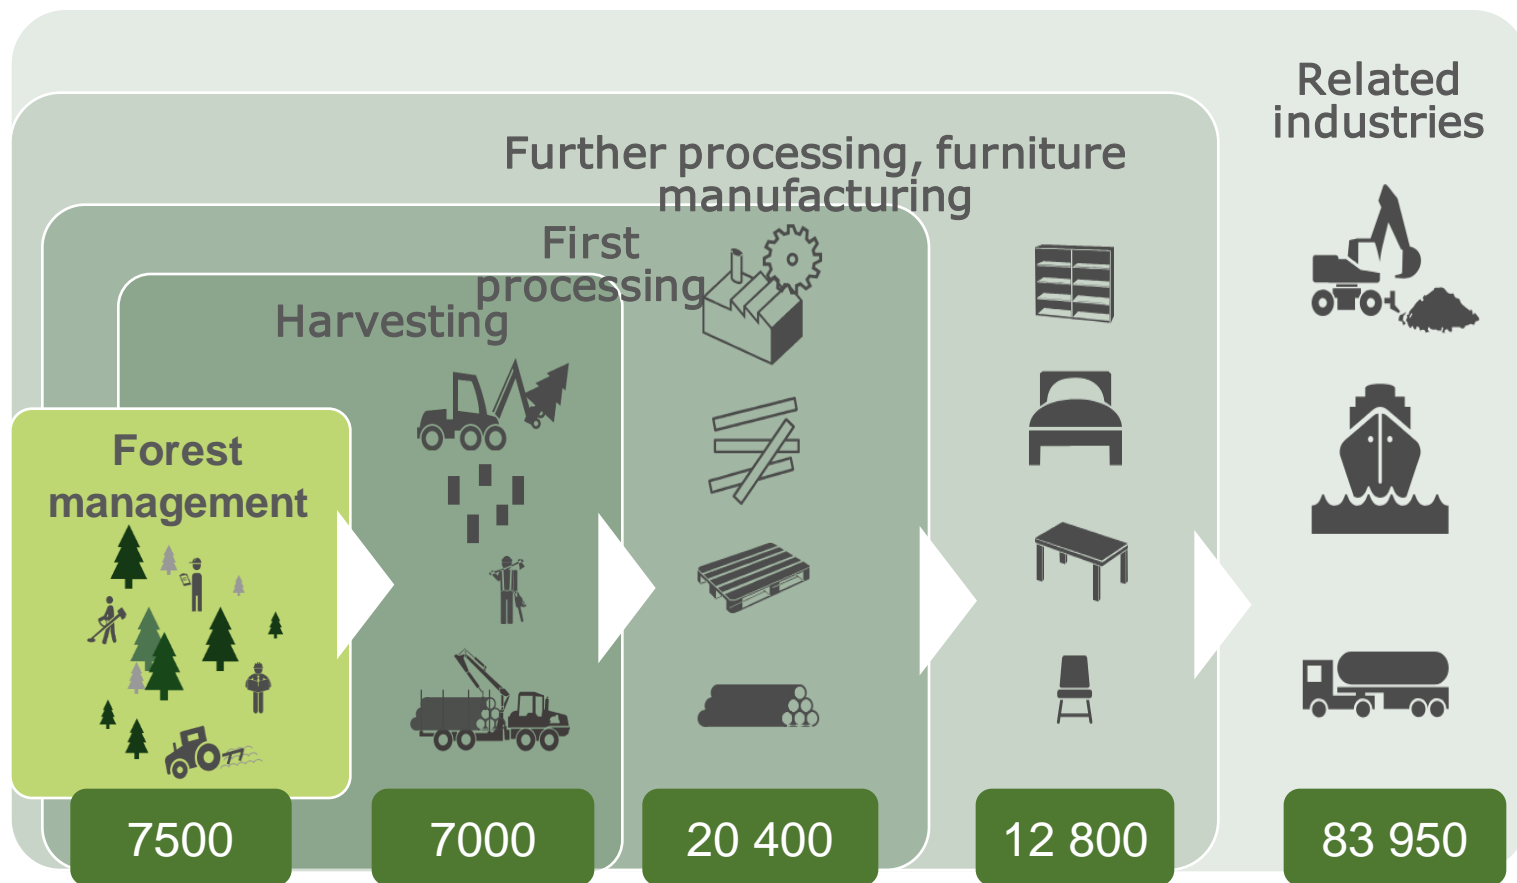 Related
industries
Further processing, furniture
manufacturing
First
processing
Harvesting
Forest
management
7500
7000
20 400
12 800
83 950